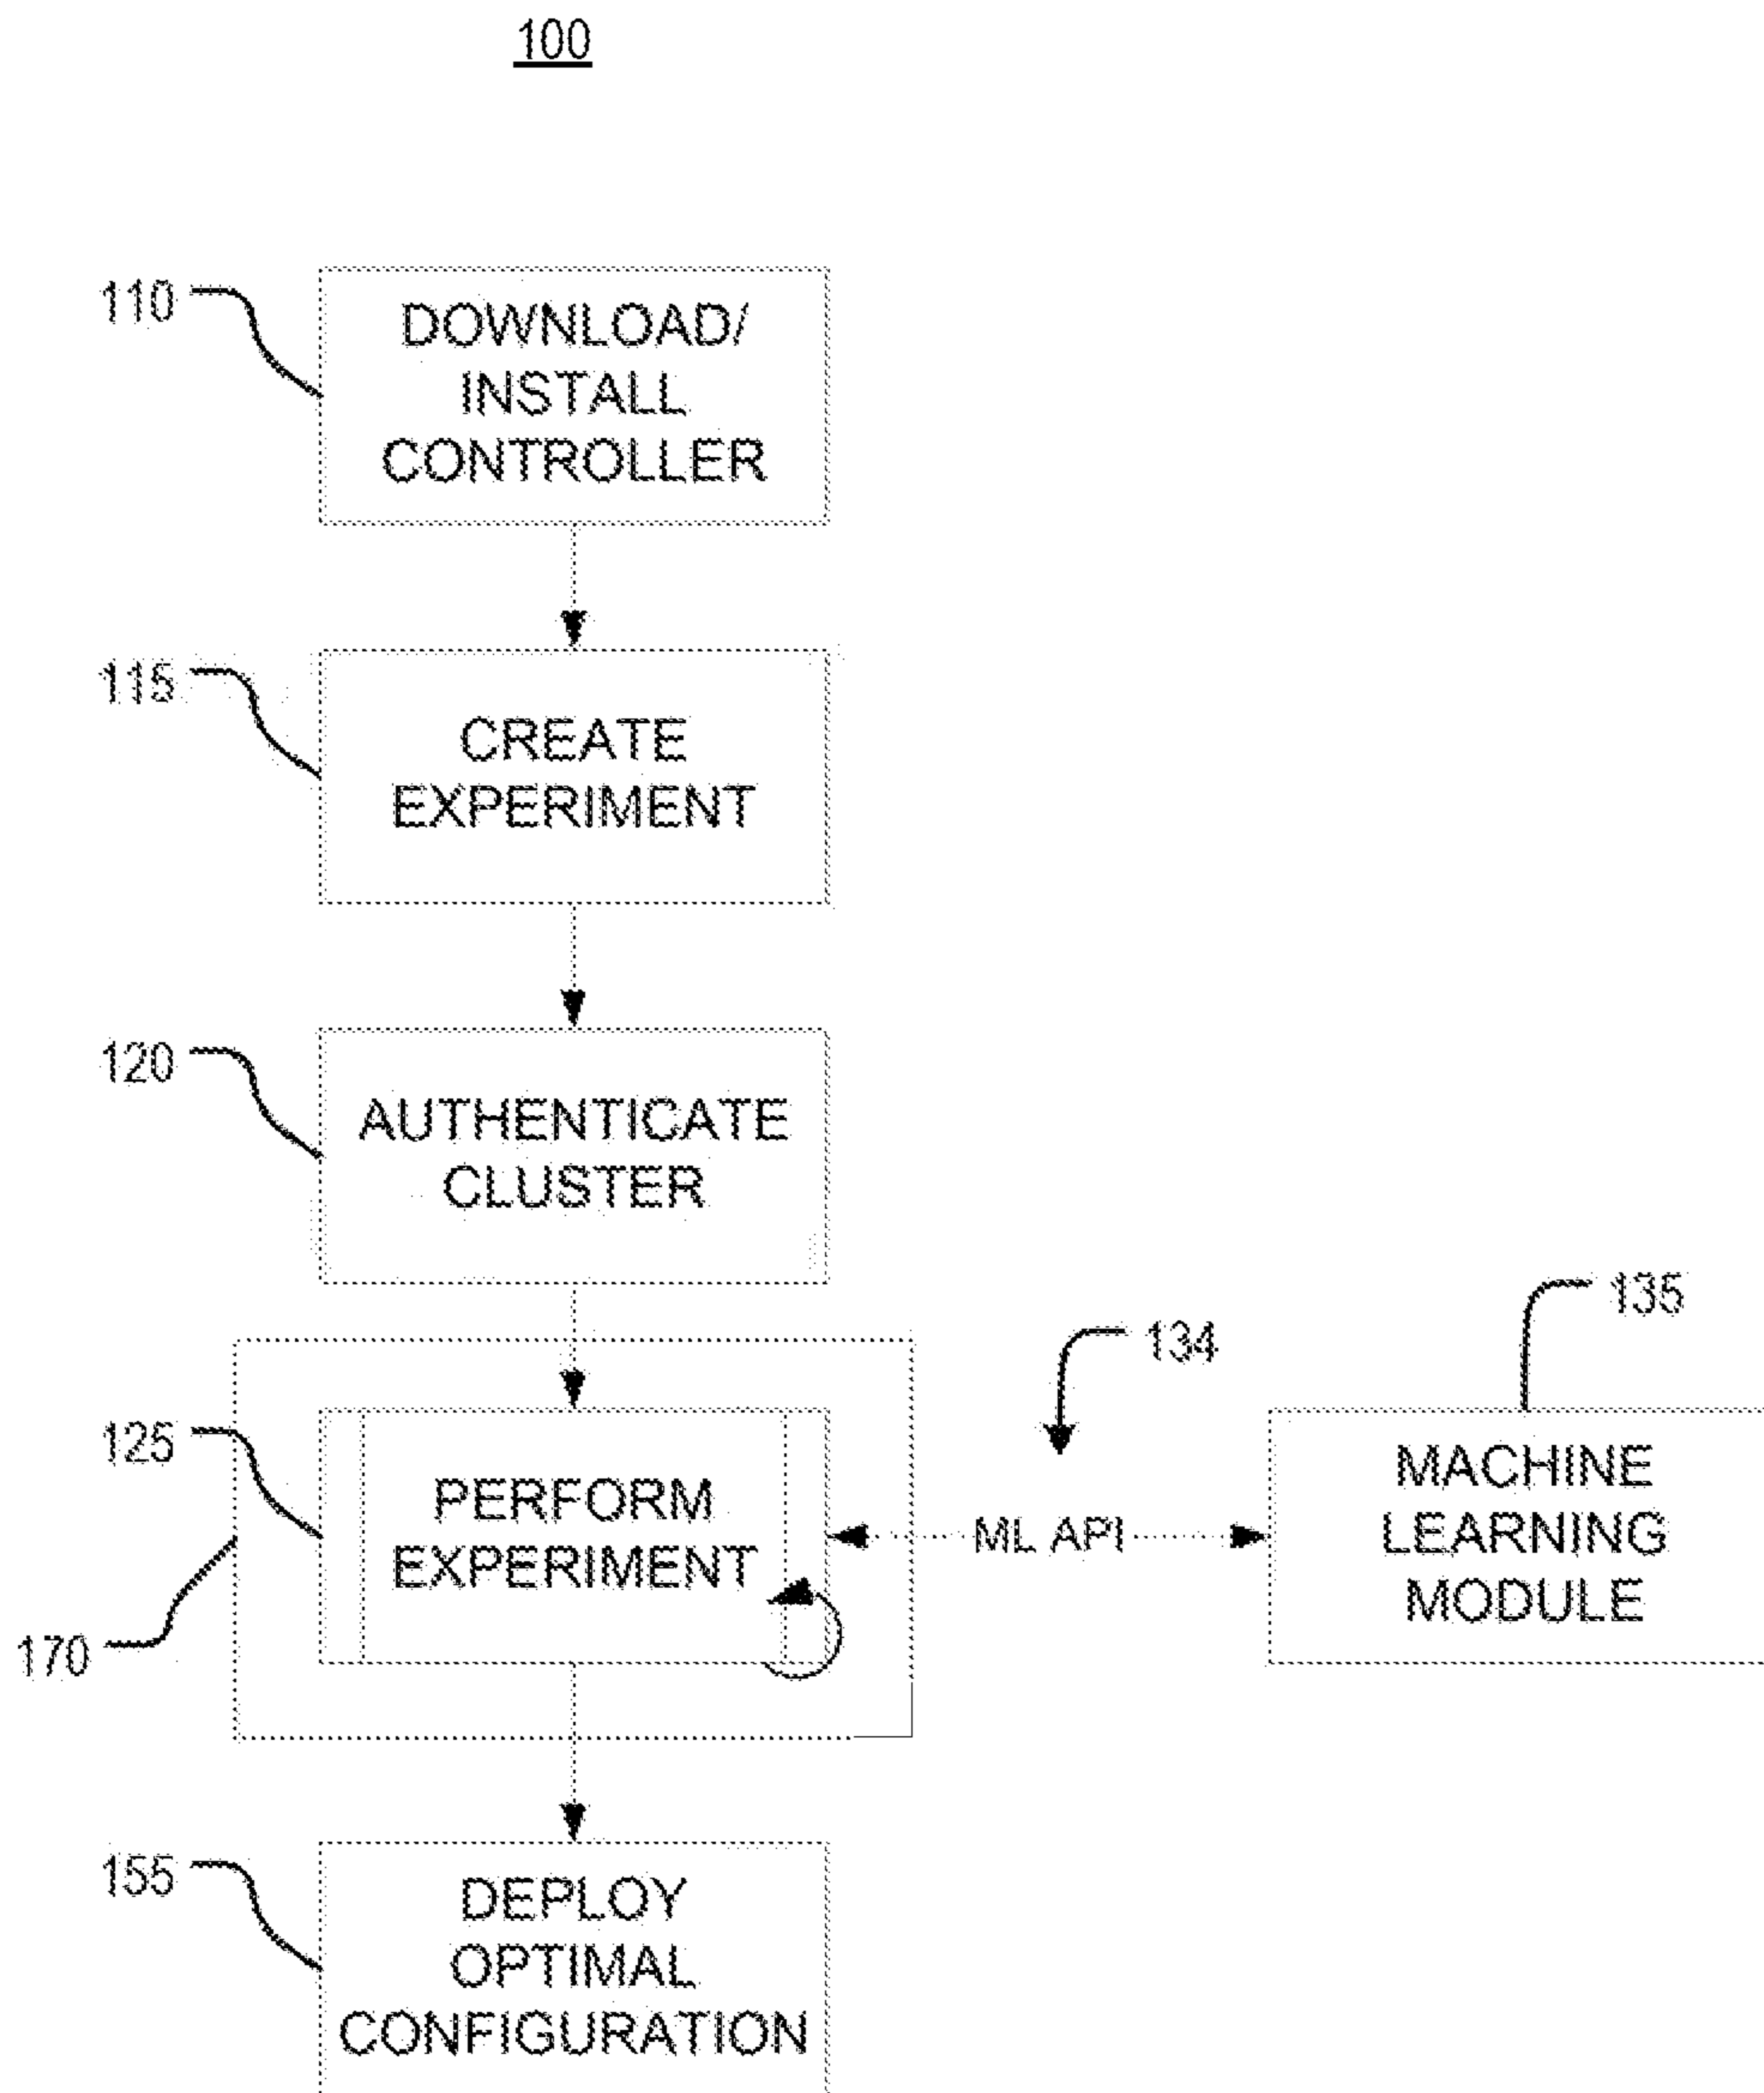 100
110
DOWNLOAD/
INSTALL
CONTROLLER
115
CREATE
EXPERIMENT
120
AUTHENTICATE
CLUSTER
125
PERFORM
EXPERIMENT
170
ML API
134
135
MACHINE
LEARNING
MODULE
155
DEPLOY
OPTIMAL
CONFIGURATION